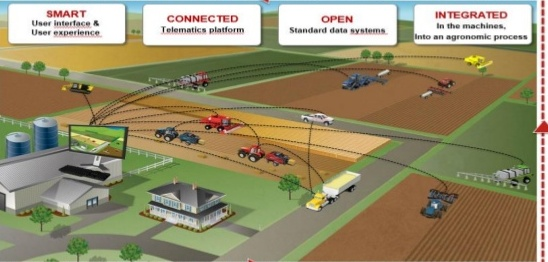 SMART
User interface &
User experience
CONNECTED
Telematics platform
OPEN
Standard data systems
INTEGRATED
In the machines,
Into an agronomic process